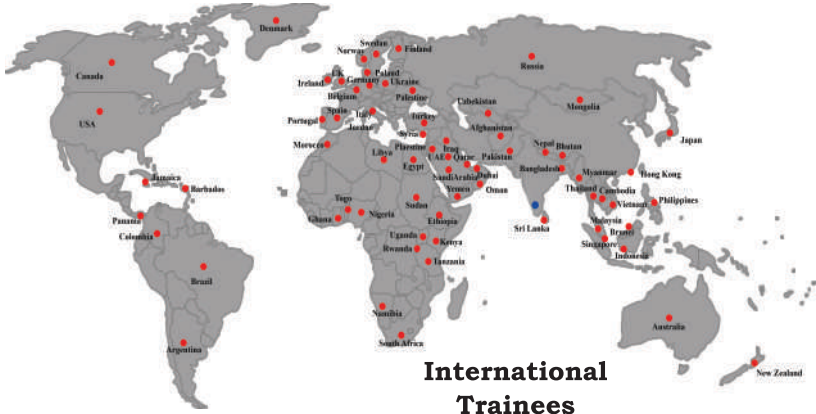 Denmark
Sweden
Finland
Norway
Canada
Russia
UK
Poland
Ireland
Germany
Ukraine
Belgium
Palestine
Mongolia
Uzbekistan
USA
Spain
Italy
Portugal
Turkey
Jordan
Afghanistan
Syria
Japan
Morocco
Plaestine
Iraq
Nepal
Bhutan
Libya
UAE
Qatar
Pakistan
Egypt
Bangladesh
Myanmar
Hong Kong
Jamaica
SaudiArabia
Dubai
Barbados
Yemen
Oman
Thailand
Cambodia
Togo
Sudan
Vietnam
Philippines
Panama
Ghana
Nigeria
Ethiopia
Malaysia
Sri Lanka
Colombia
Uganda
Brunei
Kenya
Rwanda
Singapore
Indonesia
Tanzania
Brazil
Namibia
Australia
South Africa
Argentina
International
Trainees
New Zealand